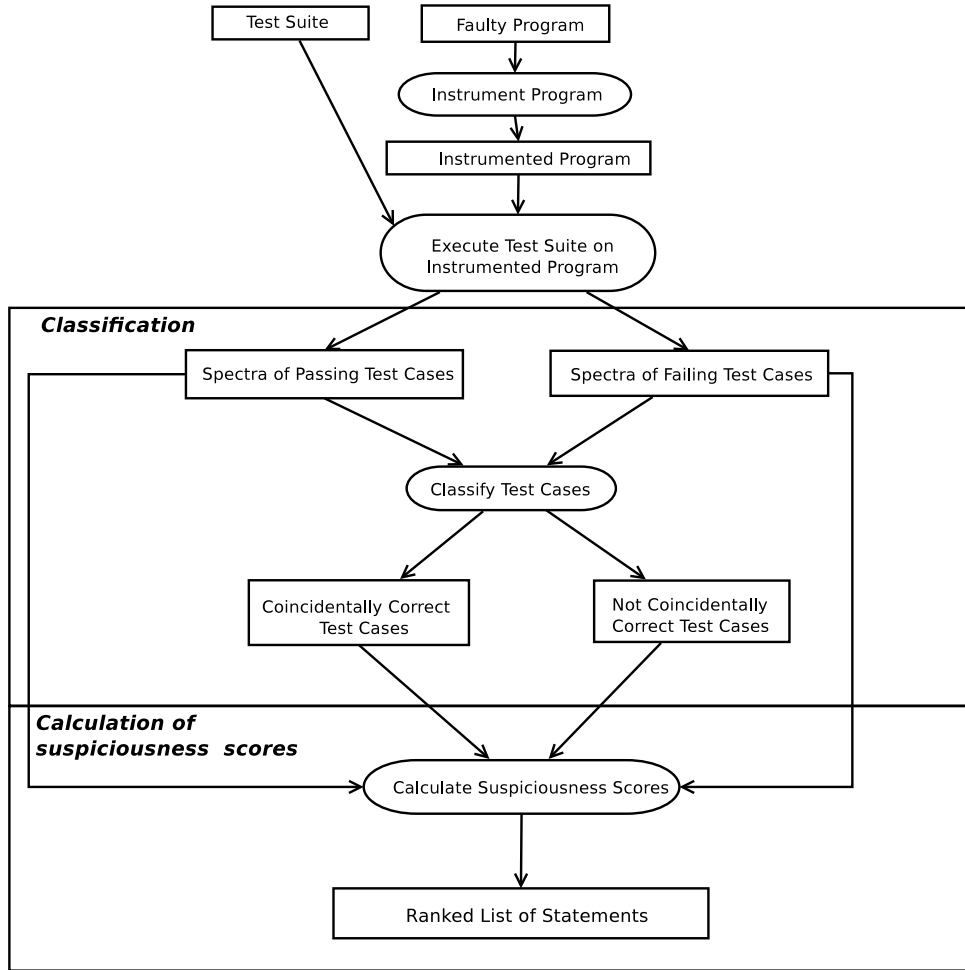 Test Suite
Faulty Program
Instrument Program
Instrumented Program
Execute Test Suite on
Instrumented Program
Classification
Spectra of Passing Test Cases
Spectra of Failing Test Cases
Classify Test Cases
Coincidentally Correct
Test Cases
Not Coincidentally
Correct Test Cases
Calculation of
suspiciousness scores
Calculate Suspiciousness Scores
Ranked List of Statements